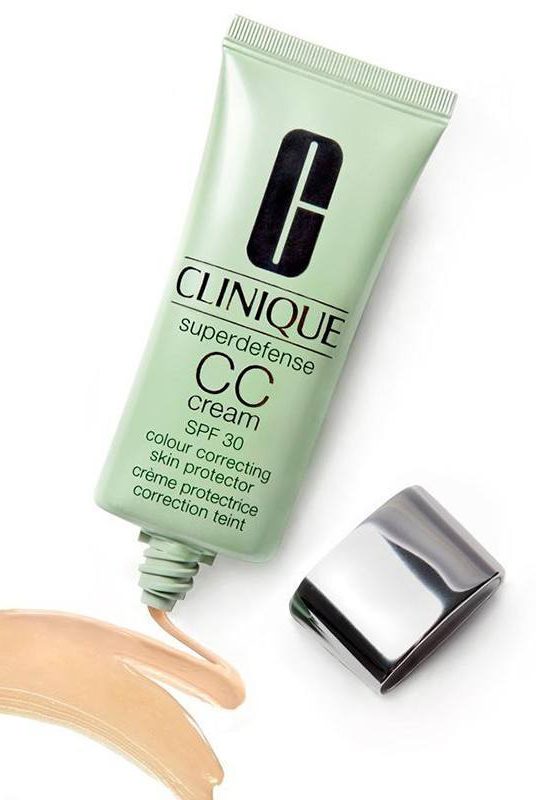 C
CLINIQUE
superdefense
CC
cream
SPF 30
colour correcting
skin protector
crème protectrice
correction teint